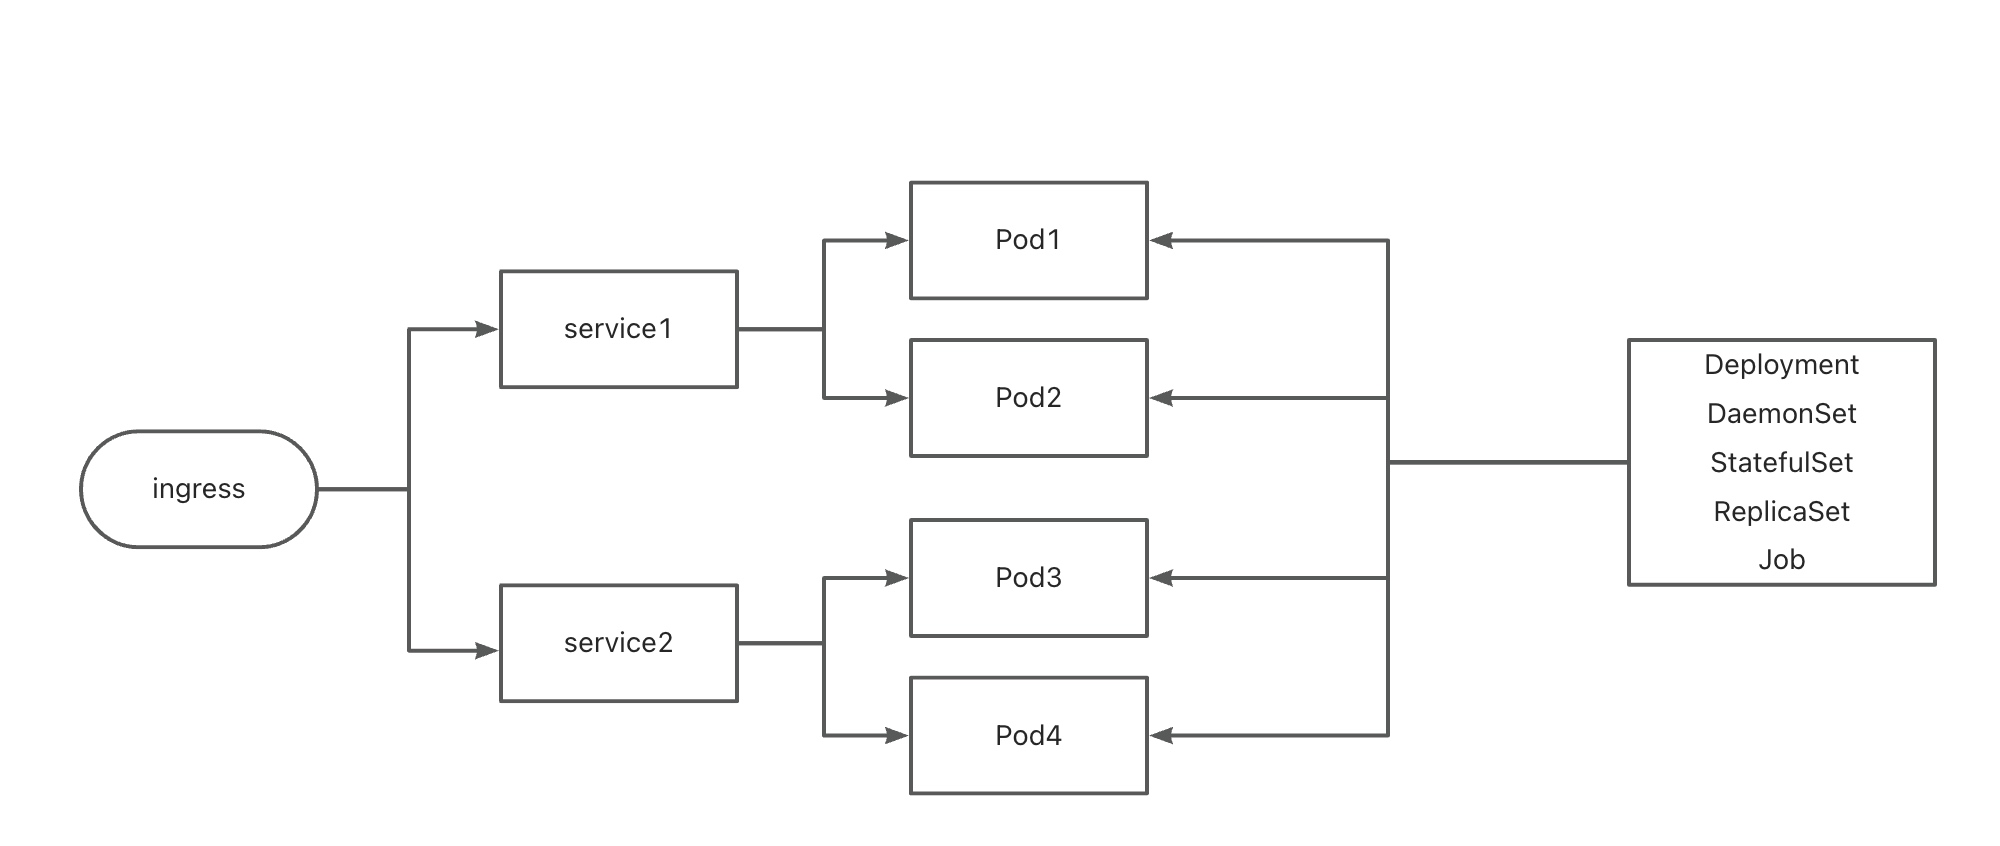 ingress
service1
service2
Pod1
Pod2
Pod3
Pod4
Deployment
DaemonSet
StatefulSet
ReplicaSet
Job